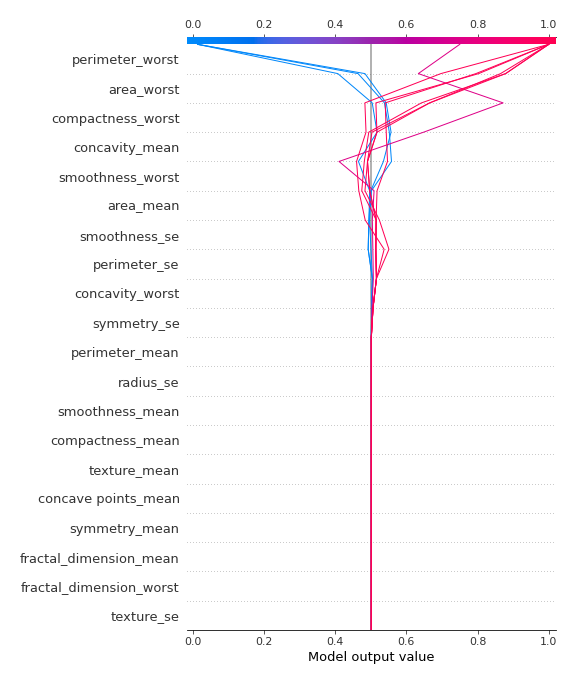 0.0 0.2 0.4 0.6 0.8 1.0
perimeter_worst
area_worst
compactness_worst
concavity_mean
smoothness_worst
area_mean
smoothness_se
perimeter_se
concavity_worst
symmetry_se
perimeter_mean
radius_se
smoothness_mean
compactness_mean
texture_mean
concave points_mean
symmetry_mean
fractal_dimension_mean
fractal_dimension_worst
texture_se
0.0 0.2 0.4 0.6 0.8 1.0
Model output value